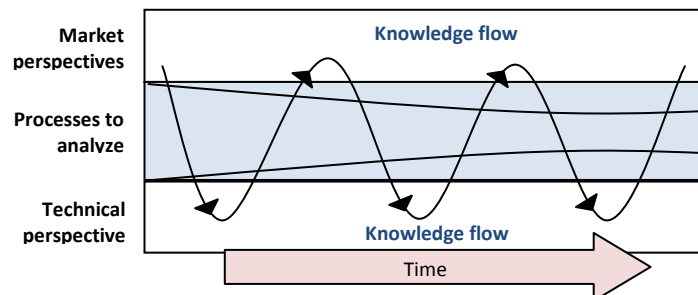 Market
perspectives
Knowledge flow
Processes to
analyze
Technical
perspective
Knowledge flow
Time